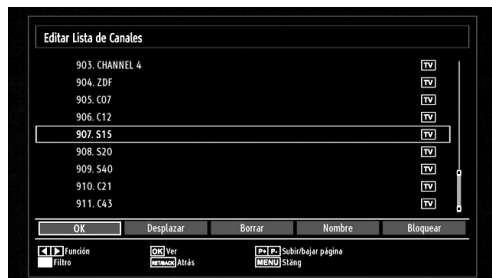 Editar Lista de Canales
903. CHANNEL 4 TV
904. ZDF TV
905. C07 TV
906. C12 TV
907. S15 TV
908. S20 TV
909. S40 TV
910. C21 TV
911. C43 TV
OK Desplazar Borrar Nombre Bloquear
Función OK Ver P+ P- Subir/bajar página
Filtro RET/BACK Atrás MENU Stäng